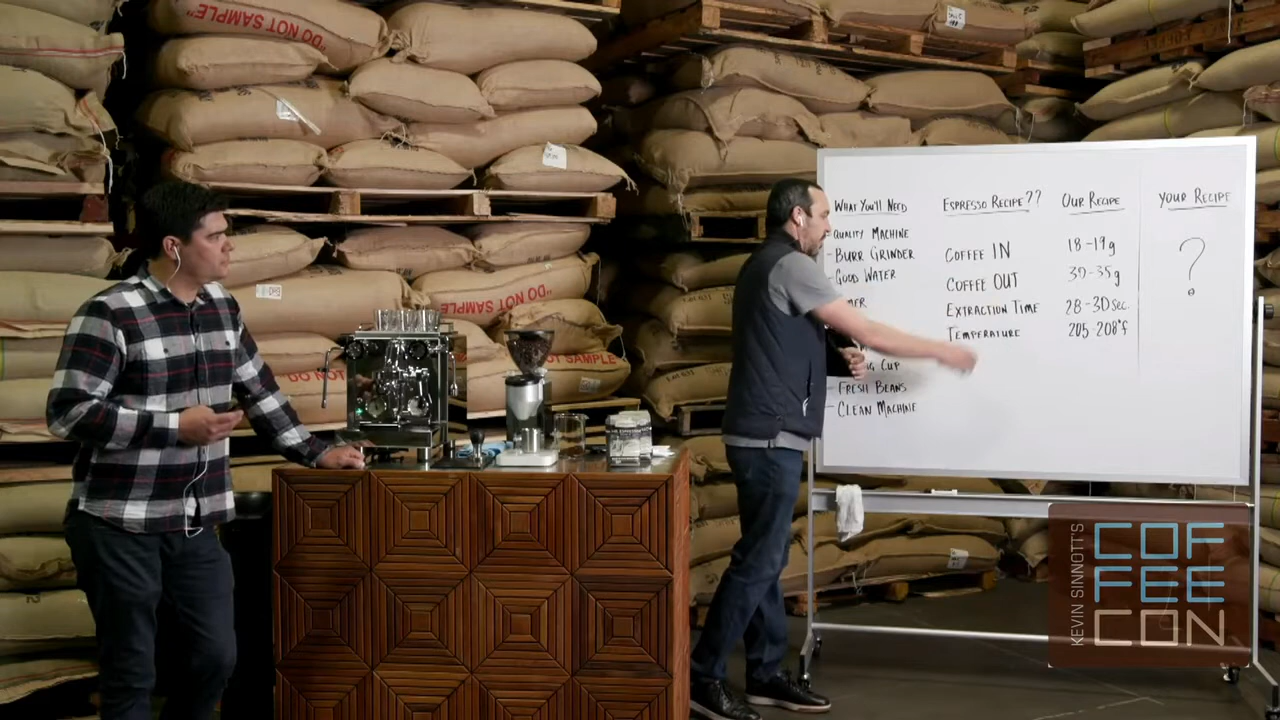 "DO NOT SAMPLE"
"DO NOT SAMPLE"
SAMPLE
DO NOT
WHAT YOU'LL NEED
- QUALITY MACHINE
- BURR GRINDER
- GOOD WATER
CUP
- FRESH BEANS
- CLEAN MACHINE
ESPRESSO RECIPE??
COFFEE IN
COFFEE OUT
EXTRACTION TIME
TEMPERATURE
OUR RECIPE
18-19g
30-35g
28-30 sec.
205-208°F
YOUR RECIPE
?
KEVIN SINNOTT'S
COF
FEE
CON